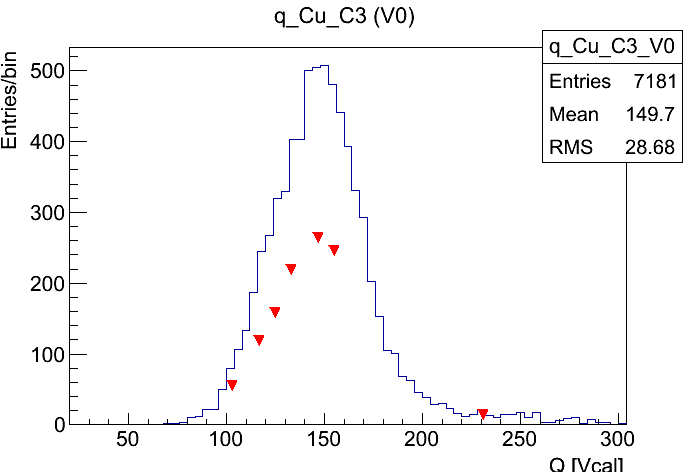 q_Cu_C3 (V0)
q_Cu_C3_V0
Entries 7181
Mean 149.7
RMS 28.68
Entries/bin
500
400
300
200
100
0
50 100 150 200 250 300
Q [Vcal]